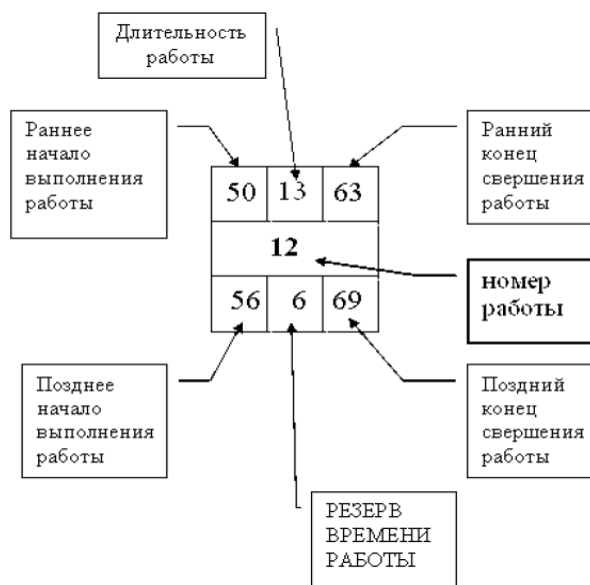 Длительность
работы
Раннее
начало
выполнения
работы
Ранний
конец
свершения
работы
50 13 63
12
56 6 69
номер
работы
Позднее
начало
выполнения
работы
Поздний
конец
свершения
работы
РЕЗЕРВ
ВРЕМЕНИ
РАБОТЫ